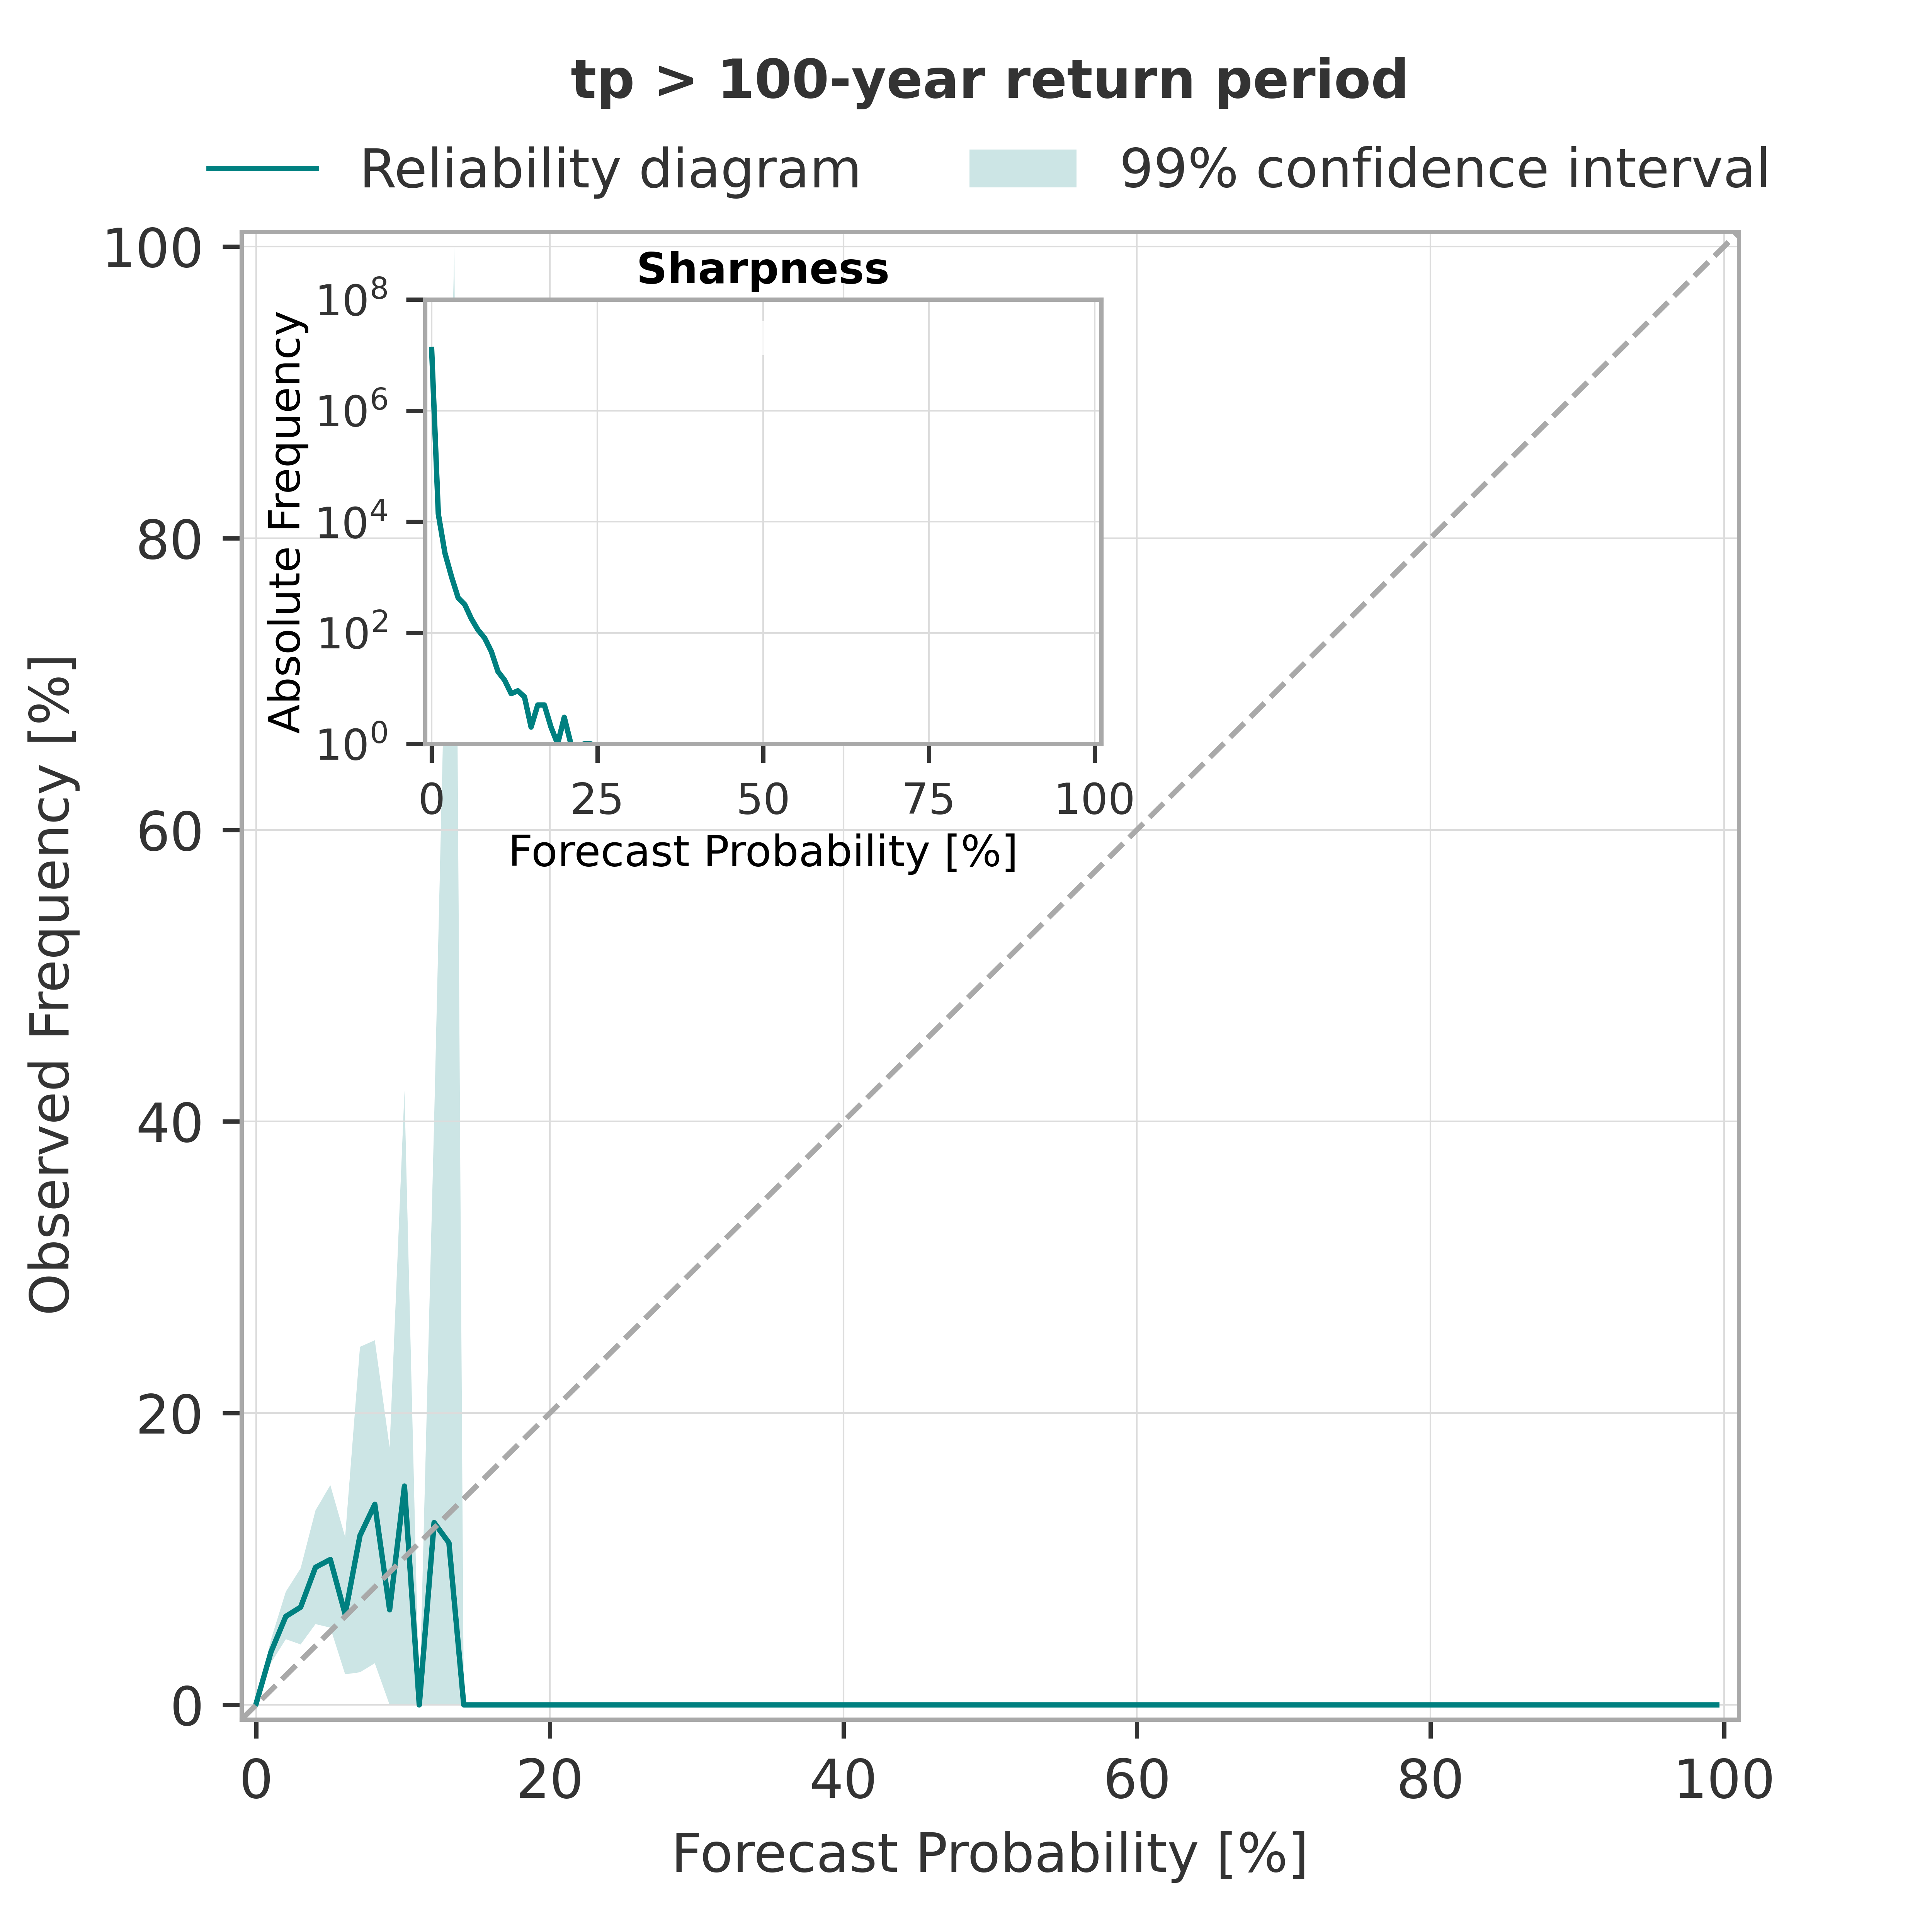 tp > 100-year return period
Reliability diagram 99% confidence interval
Sharpness
Absolute Frequency
10^8
10^6
10^4
10^2
10^0
0 25 50 75 100
Forecast Probability [%]
Observed Frequency [%]
100
80
60
40
20
0
0 20 40 60 80 100
Forecast Probability [%]